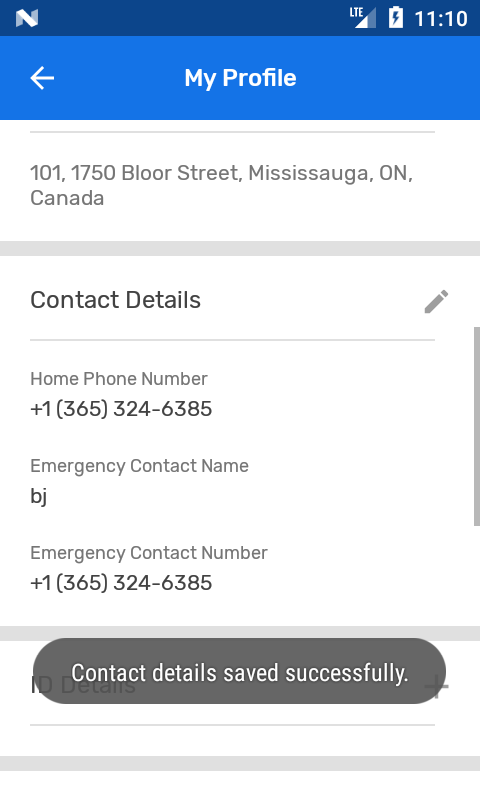 LTE 11:10
My Profile
101, 1750 Bloor Street, Mississauga, ON,
Canada
Contact Details
Home Phone Number
+1 (365) 324-6385
Emergency Contact Name
bj
Emergency Contact Number
+1 (365) 324-6385
Contact details saved successfully.
ID Details